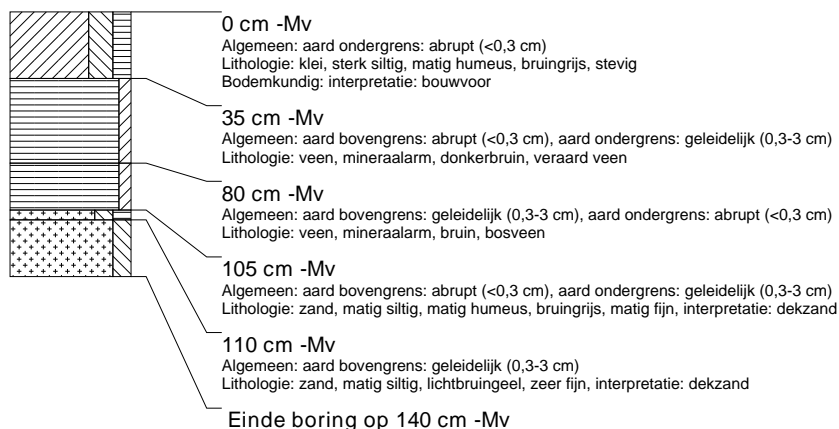 0 cm -Mv
Algemeen: aard ondergrens: abrupt (<0,3 cm)
Lithologie: klei, sterk siltig, matig humeus, bruingrijs, stevig
Bodemkundig: interpretatie: bouwvoor
35 cm -Mv
Algemeen: aard bovengrens: abrupt (<0,3 cm), aard ondergrens: geleidelijk (0,3-3 cm)
Lithologie: veen, mineraalarm, donkerbruin, veraard veen
80 cm -Mv
Algemeen: aard bovengrens: geleidelijk (0,3-3 cm), aard ondergrens: abrupt (<0,3 cm)
Lithologie: veen, mineraalarm, bruin, bosveen
105 cm -Mv
Algemeen: aard bovengrens: abrupt (<0,3 cm), aard ondergrens: geleidelijk (0,3-3 cm)
Lithologie: zand, matig siltig, matig humeus, bruingrijs, matig fijn, interpretatie: dekzand
110 cm -Mv
Algemeen: aard bovengrens: geleidelijk (0,3-3 cm)
Lithologie: zand, matig siltig, lichtbruingeel, zeer fijn, interpretatie: dekzand
Einde boring op 140 cm -Mv